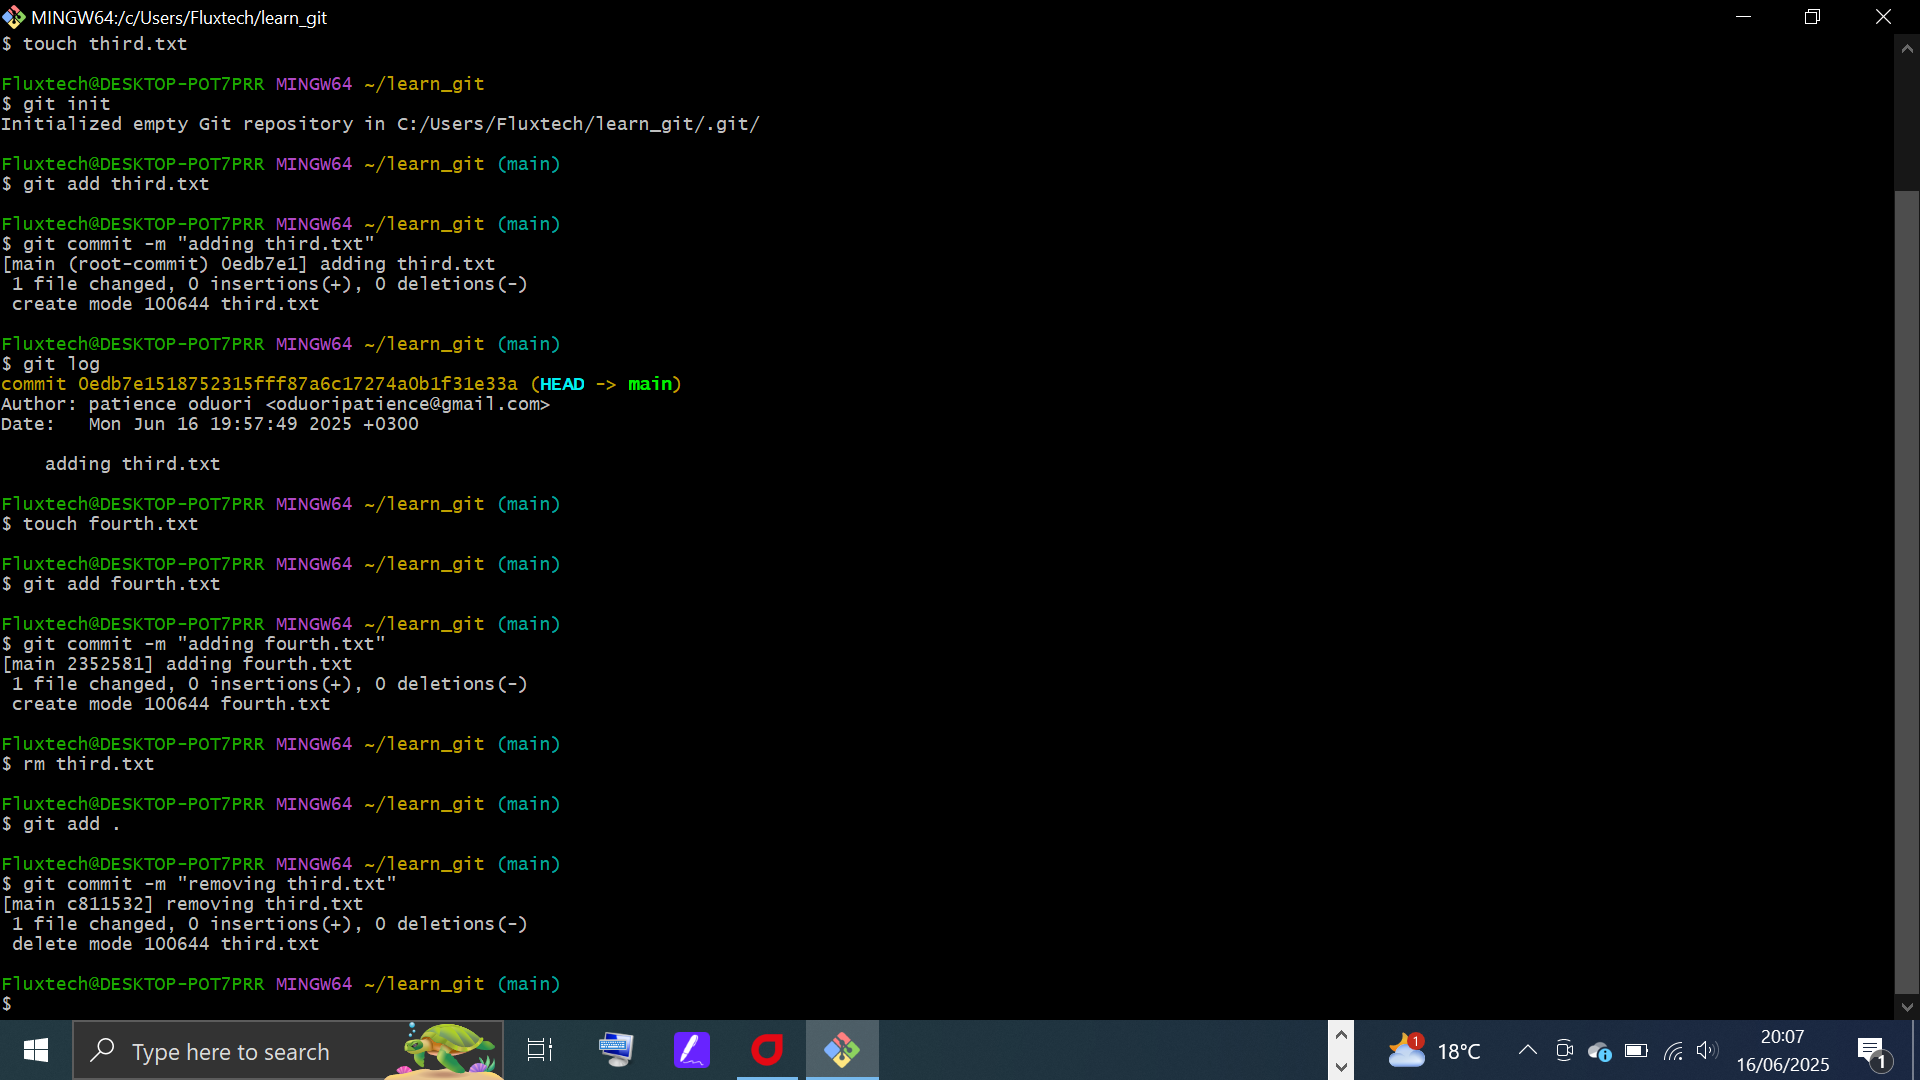 MINGW64:/c/Users/Fluxtech/learn_git
$ touch third.txt
Fluxtech@DESKTOP-POT7PRR MINGW64 ~/learn_git
$ git init
Initialized empty Git repository in C:/Users/Fluxtech/learn_git/.git/
Fluxtech@DESKTOP-POT7PRR MINGW64 ~/learn_git (main)
$ git add third.txt
Fluxtech@DESKTOP-POT7PRR MINGW64 ~/learn_git (main)
$ git commit -m "adding third.txt"
[main (root-commit) 0edb7e1] adding third.txt
 1 file changed, 0 insertions(+), 0 deletions(-)
 create mode 100644 third.txt
Fluxtech@DESKTOP-POT7PRR MINGW64 ~/learn_git (main)
$ git log
commit 0edb7e1518752315fff87a6c17274a0b1f31e33a (HEAD -> main)
Author: patience oduori <oduoripatience@gmail.com>
Date:   Mon Jun 16 19:57:49 2025 +0300
    adding third.txt
Fluxtech@DESKTOP-POT7PRR MINGW64 ~/learn_git (main)
$ touch fourth.txt
Fluxtech@DESKTOP-POT7PRR MINGW64 ~/learn_git (main)
$ git add fourth.txt
Fluxtech@DESKTOP-POT7PRR MINGW64 ~/learn_git (main)
$ git commit -m "adding fourth.txt"
[main 2352581] adding fourth.txt
 1 file changed, 0 insertions(+), 0 deletions(-)
 create mode 100644 fourth.txt
Fluxtech@DESKTOP-POT7PRR MINGW64 ~/learn_git (main)
$ rm third.txt
Fluxtech@DESKTOP-POT7PRR MINGW64 ~/learn_git (main)
$ git add .
Fluxtech@DESKTOP-POT7PRR MINGW64 ~/learn_git (main)
$ git commit -m "removing third.txt"
[main c811532] removing third.txt
 1 file changed, 0 insertions(+), 0 deletions(-)
 delete mode 100644 third.txt
Fluxtech@DESKTOP-POT7PRR MINGW64 ~/learn_git (main)
$
Type here to search
1
18°C
20:07
16/06/2025
1